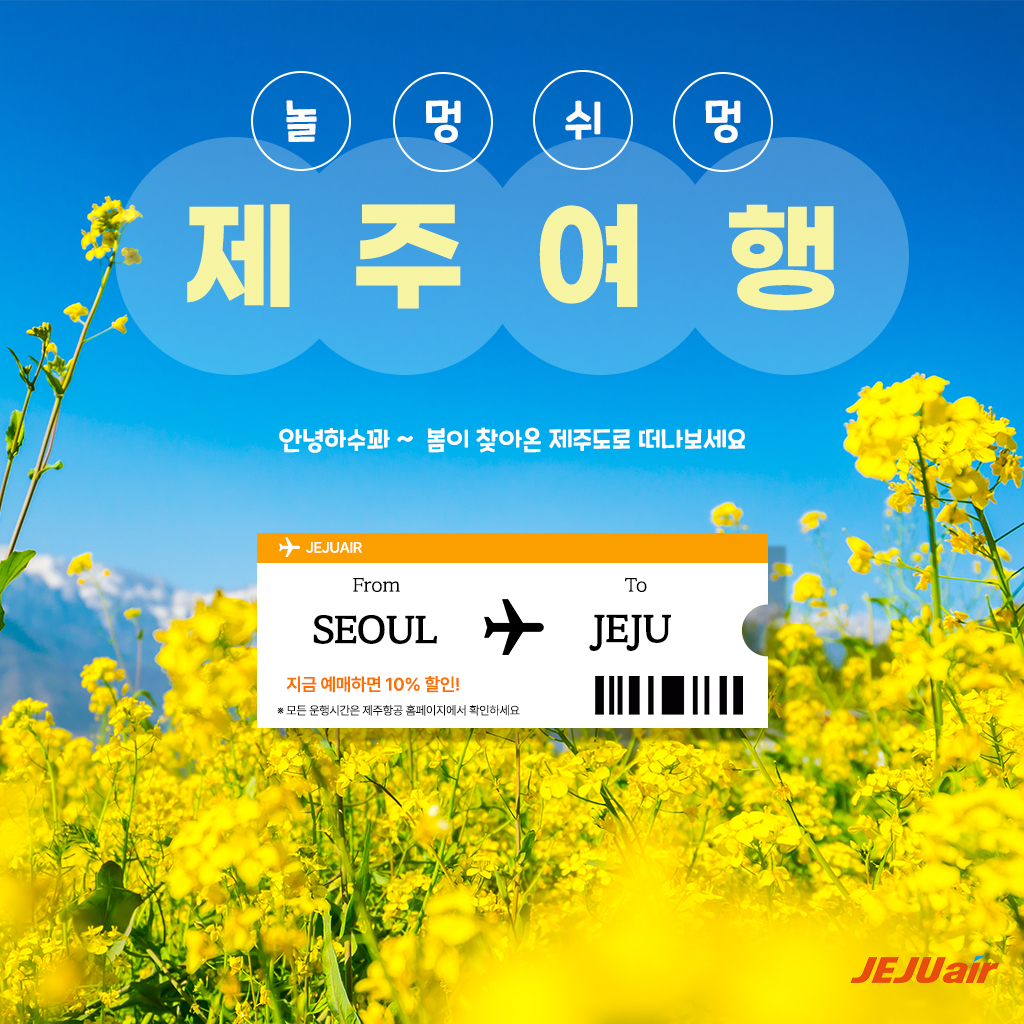 놀 멍 쉬 멍
제 주 여 행
안녕하수꽈 ~ 봄이 찾아온 제주도로 떠나보세요
JEJUAIR
From To
SEOUL JEJU
지금 예매하면 10% 할인!
※ 모든 운행시간은 제주항공 홈페이지에서 확인하세요
JEJUair